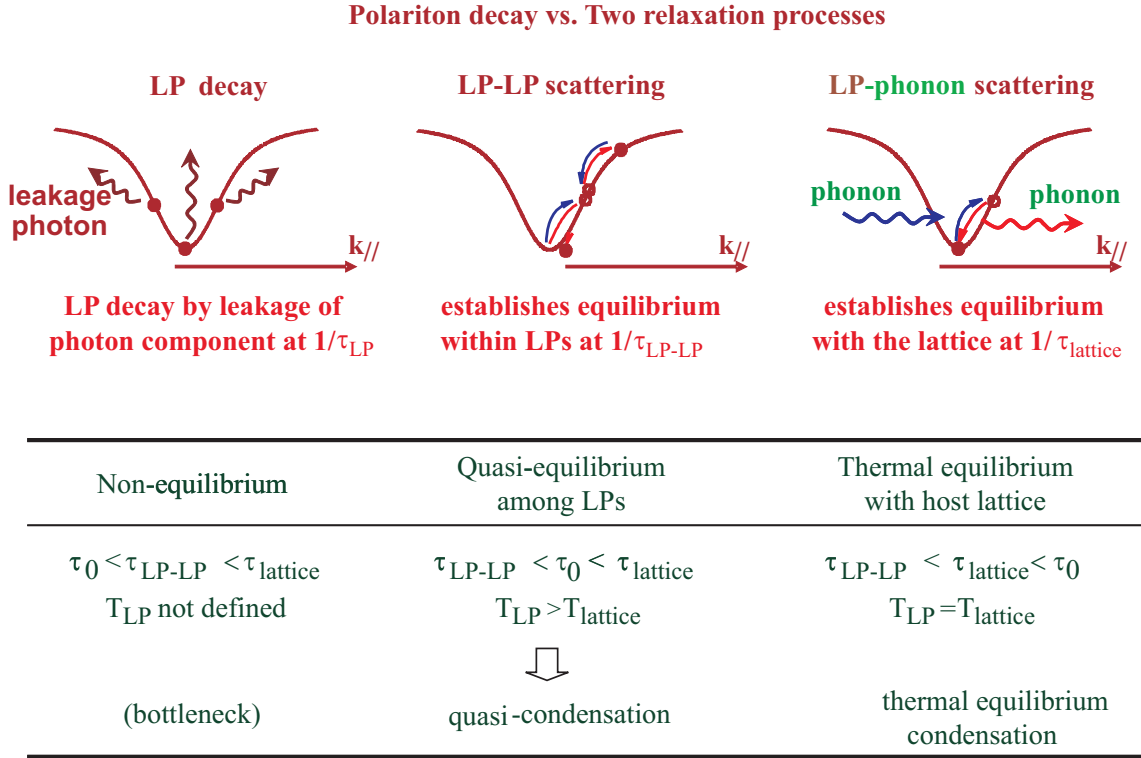 Polariton decay vs. Two relaxation processes
LP decay
LP-LP scattering
LP-phonon scattering
leakage
photon
phonon
phonon
k//
k//
k//
LP decay by leakage of
photon component at 1/τLP
establishes equilibrium
within LPs at 1/τLP-LP
establishes equilibrium
with the lattice at 1/ τlattice
Non-equilibrium
Quasi-equilibrium
among LPs
Thermal equilibrium
with host lattice
τ0 < τLP-LP < τlattice
τLP-LP < τ0 < τlattice
τLP-LP < τlattice < τ0
TLP not defined
TLP >Tlattice
TLP =Tlattice
(bottleneck)
quasi-condensation
thermal equilibrium
condensation